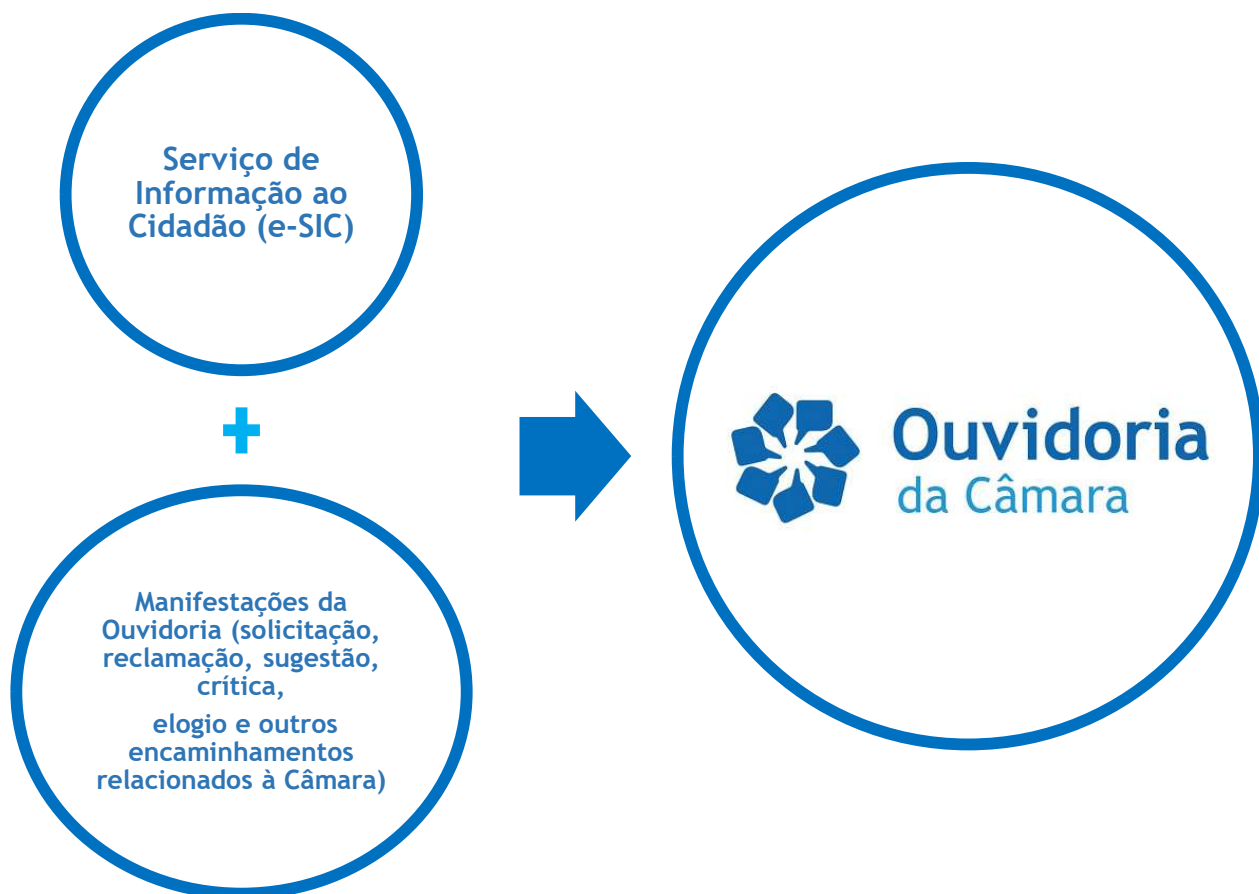 Serviço de
Informação ao
Cidadão (e-SIC)
Manifestações da
Ouvidoria (solicitação,
reclamação, sugestão,
crítica,
elogio e outros
encaminhamentos
relacionados à Câmara)
Ouvidoria
da Câmara